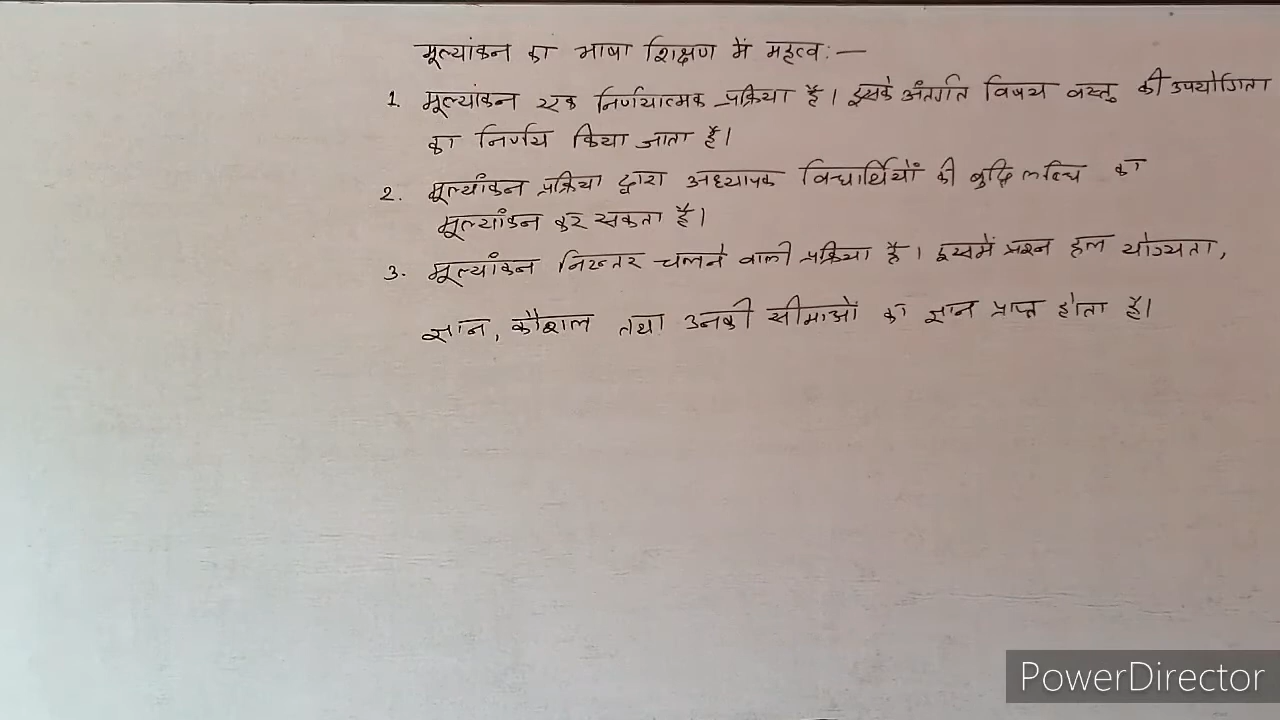 मूल्यांकन का भाषा शिक्षण में महत्व:—
1. मूल्यांकन एक निर्णयात्मक प्रक्रिया है। इसके अंतर्गत विषय वस्तु की उपयोगिता
का निर्णय किया जाता है।
2. मूल्यांकन प्रक्रिया द्वारा अध्यापक विद्यार्थियों की बुद्धि लब्धि का
मूल्यांकन कर सकता है।
3. मूल्यांकन निरन्तर चलने वाली प्रक्रिया है। इसमें प्रश्न हल योग्यता,
ज्ञान, कौशल तथा उनकी सीमाओं का ज्ञान प्राप्त होता है।
PowerDirector